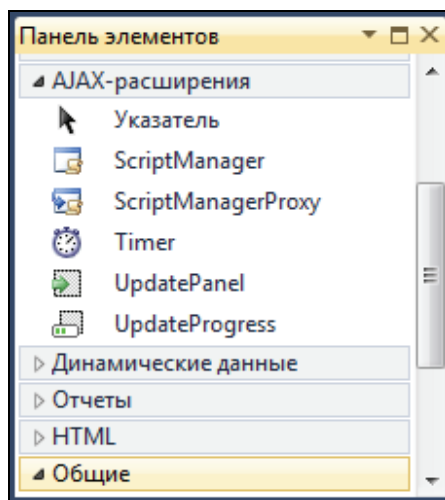 Панель элементов
AJAX-расширения
Указатель
ScriptManager
ScriptManagerProxy
Timer
UpdatePanel
UpdateProgress
Динамические данные
Отчеты
HTML
Общие